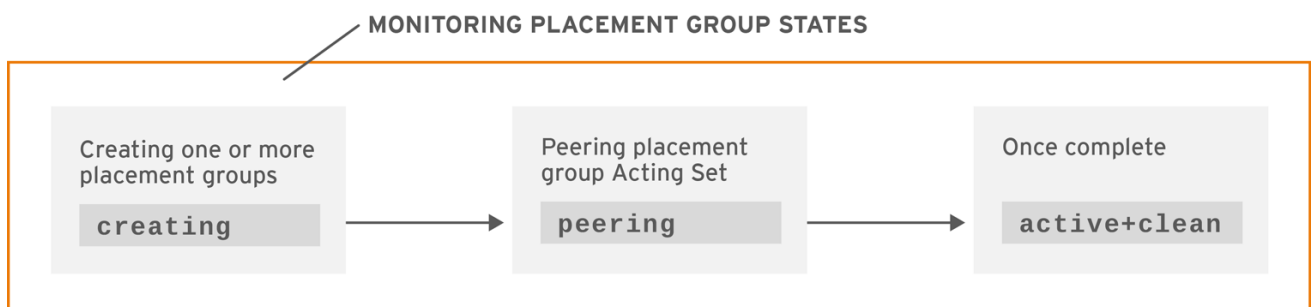 MONITORING PLACEMENT GROUP STATES
Creating one or more
placement groups
creating
Peering placement
group Acting Set
peering
Once complete
active+clean